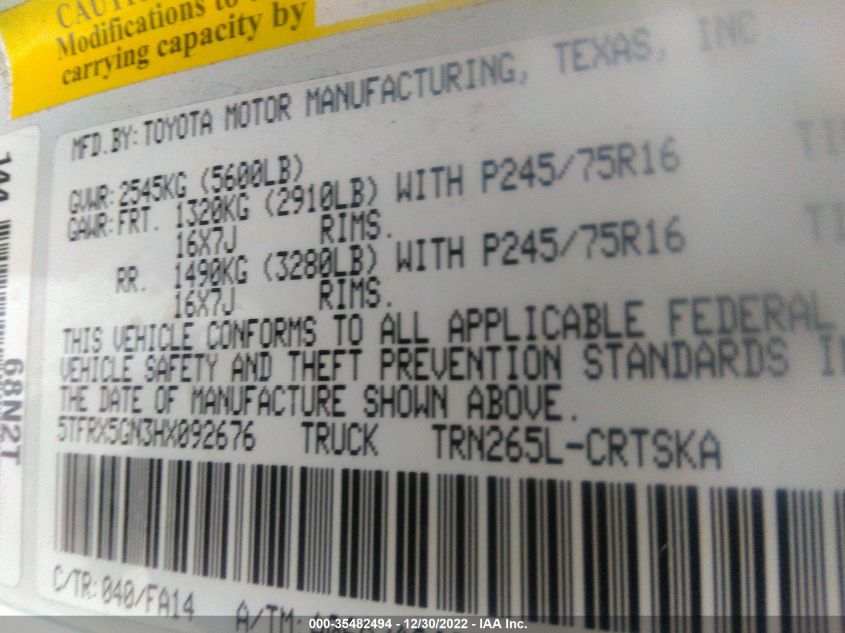 CAUTION
Modifications to
carrying capacity by
MFD.BY: TOYOTA MOTOR MANUFACTURING, TEXAS, INC
GVWR: 2545KG (5600LB)
GAWR: FRT. 1320KG (2910LB) WITH P245/75R16
16X7J RIMS.
RR. 1490KG (3280LB) WITH P245/75R16
16X7J RIMS.
THIS VEHICLE CONFORMS TO ALL APPLICABLE FEDERAL
VEHICLE SAFETY AND THEFT PREVENTION STANDARDS
THE DATE OF MANUFACTURE SHOWN ABOVE.
5TFRX5GN3HX092676 TRUCK TRN265L-CRTSKA
C/TR: 040/FA14
A/TM:
144
68N2T
000-35482494 - 12/30/2022 - IAA Inc.